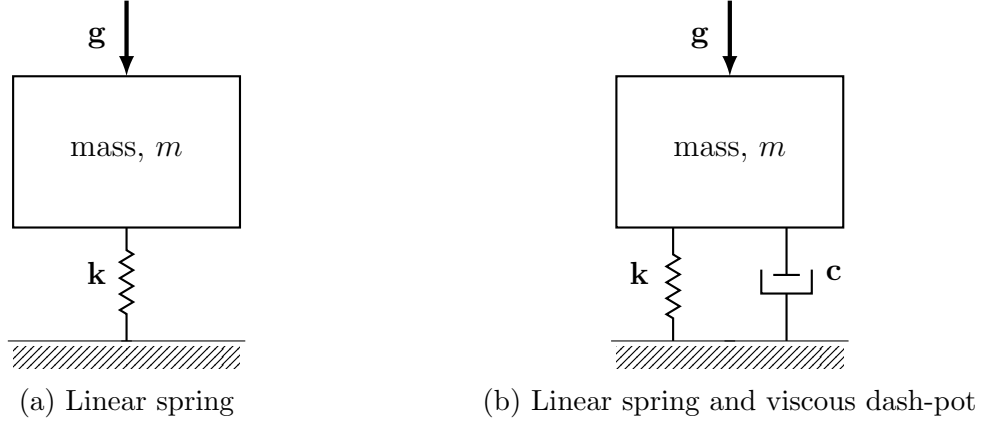 g
mass, m
k
(a) Linear spring
g
mass, m
k
c
(b) Linear spring and viscous dash-pot